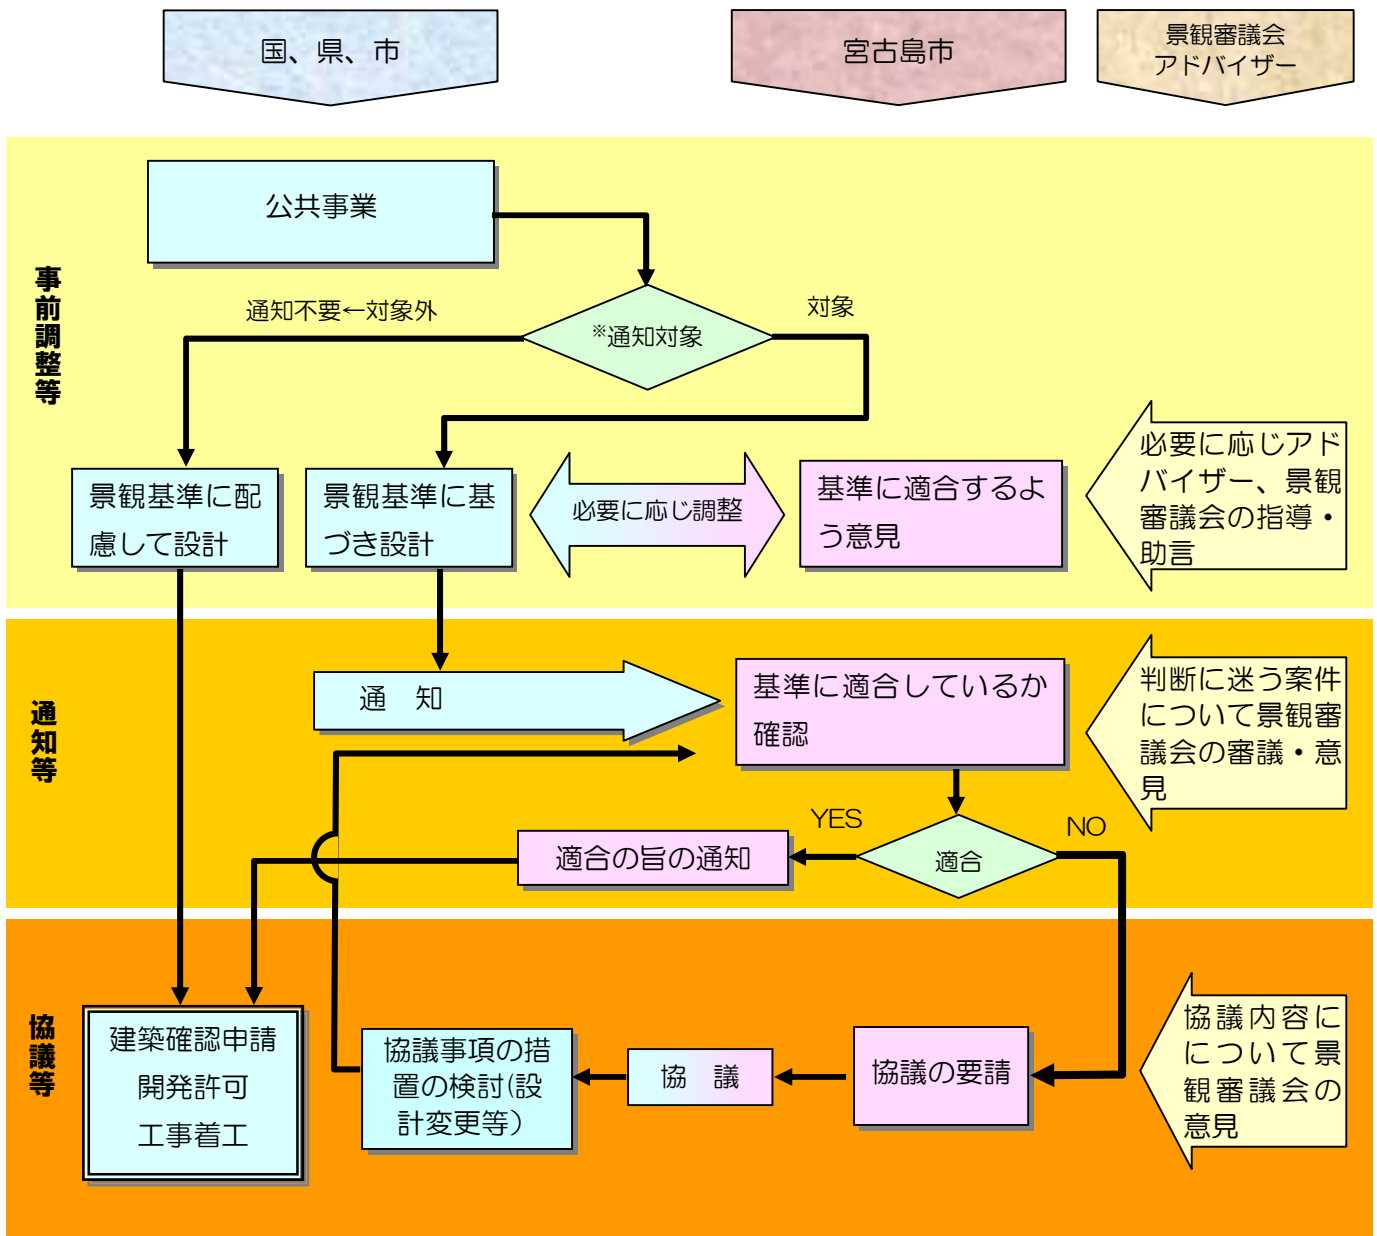 国、県、市
宮古島市
景観審議会
アドバイザー
事前調整等
公共事業
通知不要←対象外
※通知対象
対象
景観基準に配
慮して設計
景観基準に基
づき設計
必要に応じ調整
基準に適合するよ
う意見
必要に応じアド
バイザー、景観
審議会の指導・
助言
通知等
通 知
基準に適合しているか
確認
判断に迷う案件
について景観審
議会の審議・意
見
YES
NO
適合の旨の通知
適合
協議等
建築確認申請
開発許可
工事着工
協議事項の措
置の検討(設
計変更等)
協 議
協議の要請
協議内容に
について景
観審議会の
意見